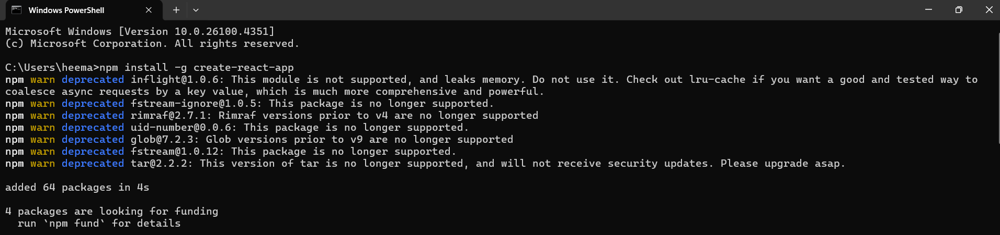 Windows PowerShell
Microsoft Windows [Version 10.0.26100.4351]
(c) Microsoft Corporation. All rights reserved.
C:\Users\heema>npm install -g create-react-app
npm warn deprecated inflight@1.0.6: This module is not supported, and leaks memory. Do not use it. Check out lru-cache if you want a good and tested way to
coalesce async requests by a key value, which is much more comprehensive and powerful.
npm warn deprecated fstream-ignore@1.0.5: This package is no longer supported.
npm warn deprecated rimraf@2.7.1: Rimraf versions prior to v4 are no longer supported
npm warn deprecated uid-number@0.0.6: This package is no longer supported.
npm warn deprecated glob@7.2.3: Glob versions prior to v9 are no longer supported
npm warn deprecated fstream@1.0.12: This package is no longer supported.
npm warn deprecated tar@2.2.2: This version of tar is no longer supported, and will not receive security updates. Please upgrade asap.
added 64 packages in 4s
4 packages are looking for funding
  run `npm fund` for details